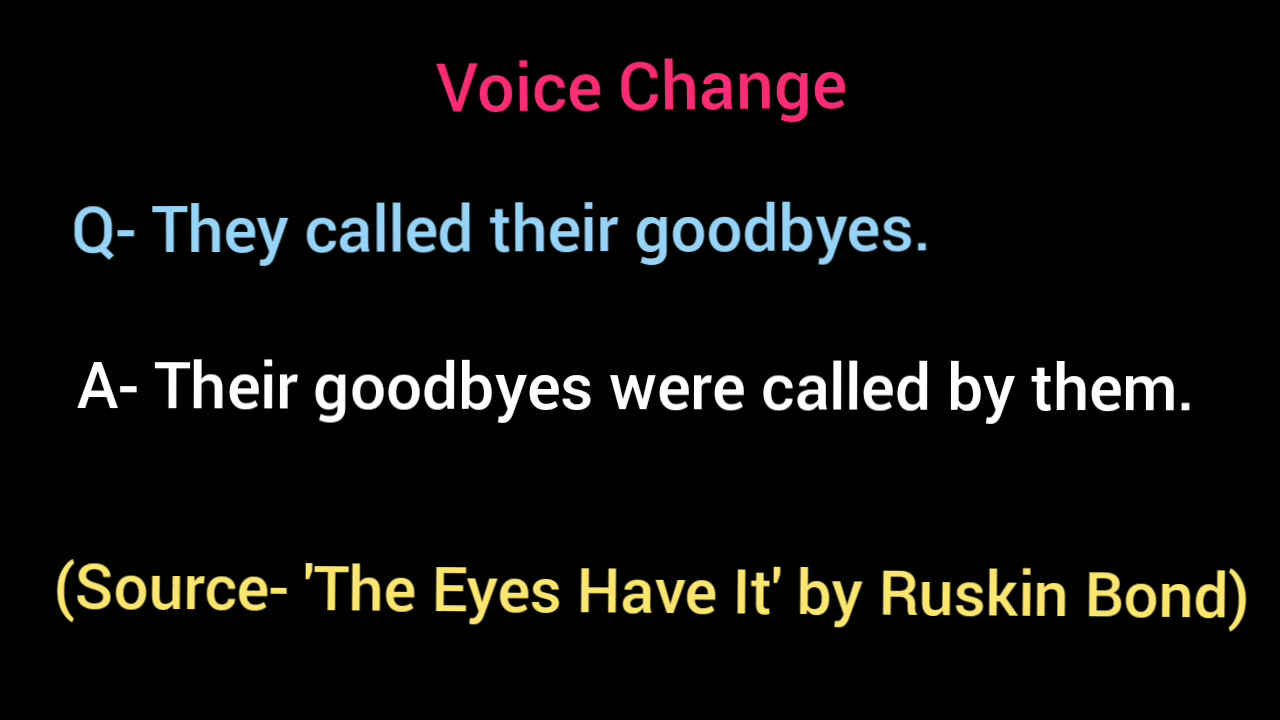 Voice Change
Q- They called their goodbyes.
A- Their goodbyes were called by them.
(Source- 'The Eyes Have It' by Ruskin Bond)